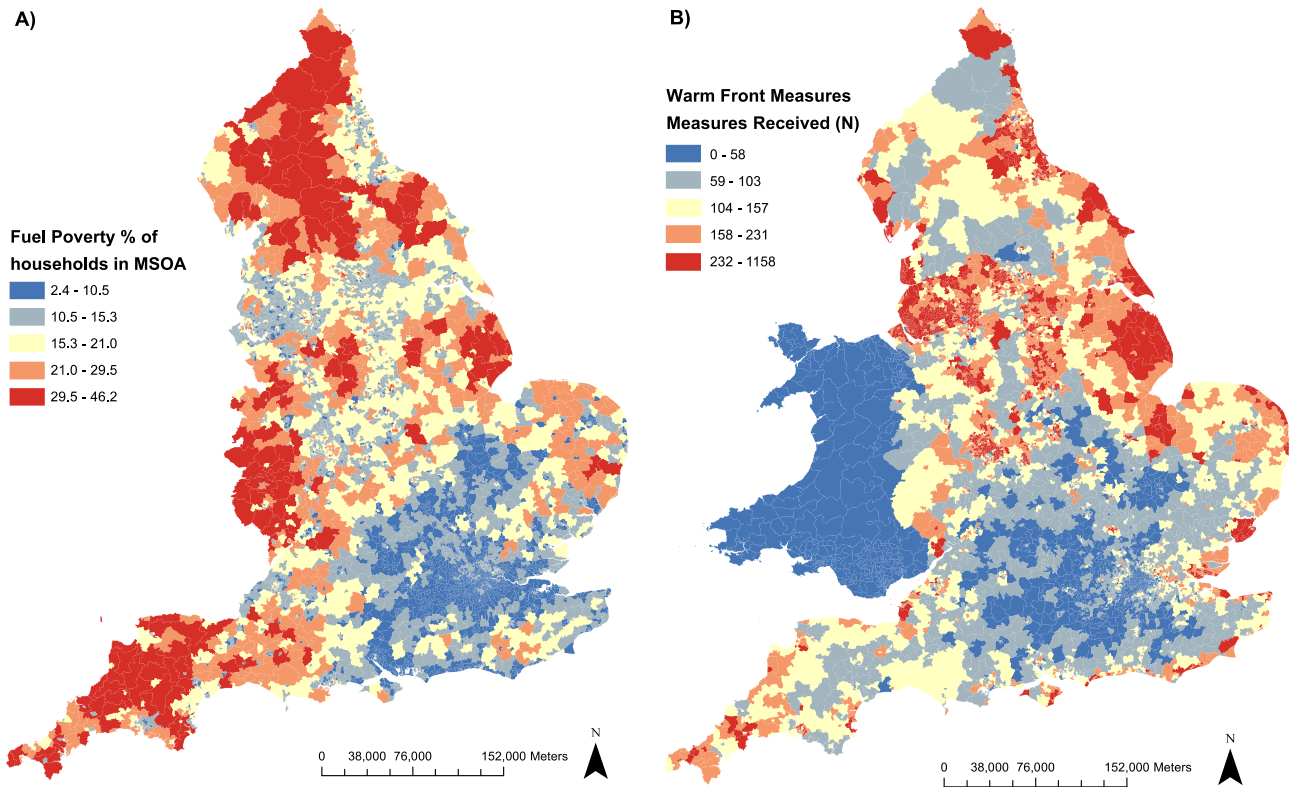 A)
Fuel Poverty % of
households in MSOA
2.4 - 10.5
10.5 - 15.3
15.3 - 21.0
21.0 - 29.5
29.5 - 46.2
N
0 38,000 76,000 152,000 Meters
B)
Warm Front Measures
Measures Received (N)
0 - 58
59 - 103
104 - 157
158 - 231
232 - 1158
N
0 38,000 76,000 152,000 Meters